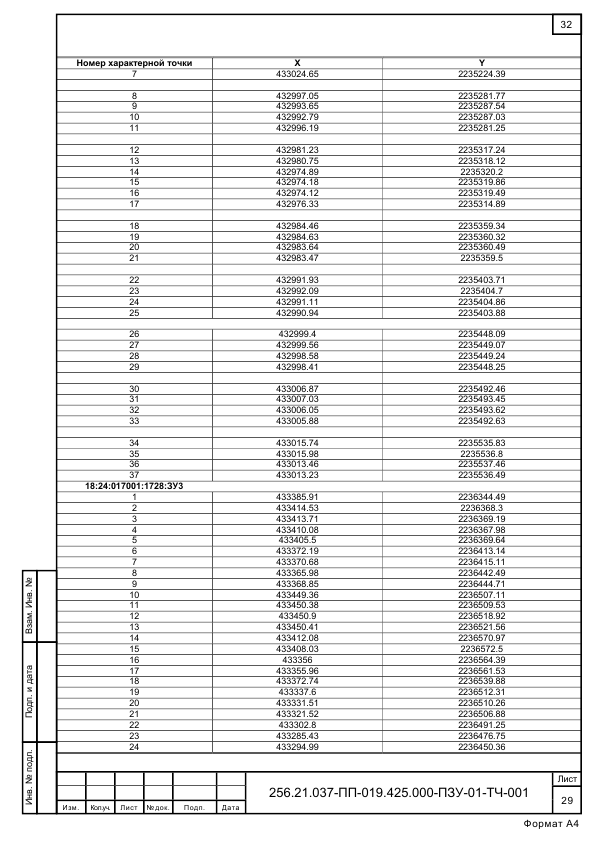 32
Номер характерной точки X Y
7 433024.65 2235224.39
8 432997.05 2235281.77
9 432993.65 2235287.54
10 432992.79 2235287.03
11 432996.19 2235281.25
12 432981.23 2235317.24
13 432980.75 2235318.12
14 432974.89 2235320.2
15 432974.18 2235319.86
16 432974.12 2235319.49
17 432976.33 2235314.89
18 432984.46 2235359.34
19 432984.63 2235360.32
20 432983.64 2235360.49
21 432983.47 2235359.5
22 432991.93 2235403.71
23 432992.09 2235404.7
24 432991.11 2235404.86
25 432990.94 2235403.88
26 432999.4 2235448.09
27 432999.56 2235449.07
28 432998.58 2235449.24
29 432998.41 2235448.25
30 433006.87 2235492.46
31 433007.03 2235493.45
32 433006.05 2235493.62
33 433005.88 2235492.63
34 433015.74 2235535.83
35 433015.98 2235536.8
36 433013.46 2235537.46
37 433013.23 2235536.49
18:24:017001:1728:ЗУ3
1 433385.91 2236344.49
2 433414.53 2236368.3
3 433413.71 2236369.19
4 433410.08 2236367.98
5 433405.5 2236369.64
6 433372.19 2236413.14
7 433370.68 2236415.11
8 433365.98 2236442.49
9 433368.85 2236444.71
10 433449.36 2236507.11
11 433450.38 2236509.53
12 433450.9 2236518.92
13 433450.41 2236521.56
14 433412.08 2236570.97
15 433408.03 2236572.5
16 433356 2236564.39
17 433355.96 2236561.53
18 433372.74 2236539.88
19 433337.6 2236512.31
20 433331.51 2236510.26
21 433321.52 2236506.88
22 433302.8 2236491.25
23 433285.43 2236476.75
24 433294.99 2236450.36
Взам. Инв. №
Подп. и дата
Инв. № подл.
Изм. Кол.уч. Лист №док. Подп. Дата
256.21.037-ПП-019.425.000-ПЗУ-01-ТЧ-001
Лист
29
Формат А4